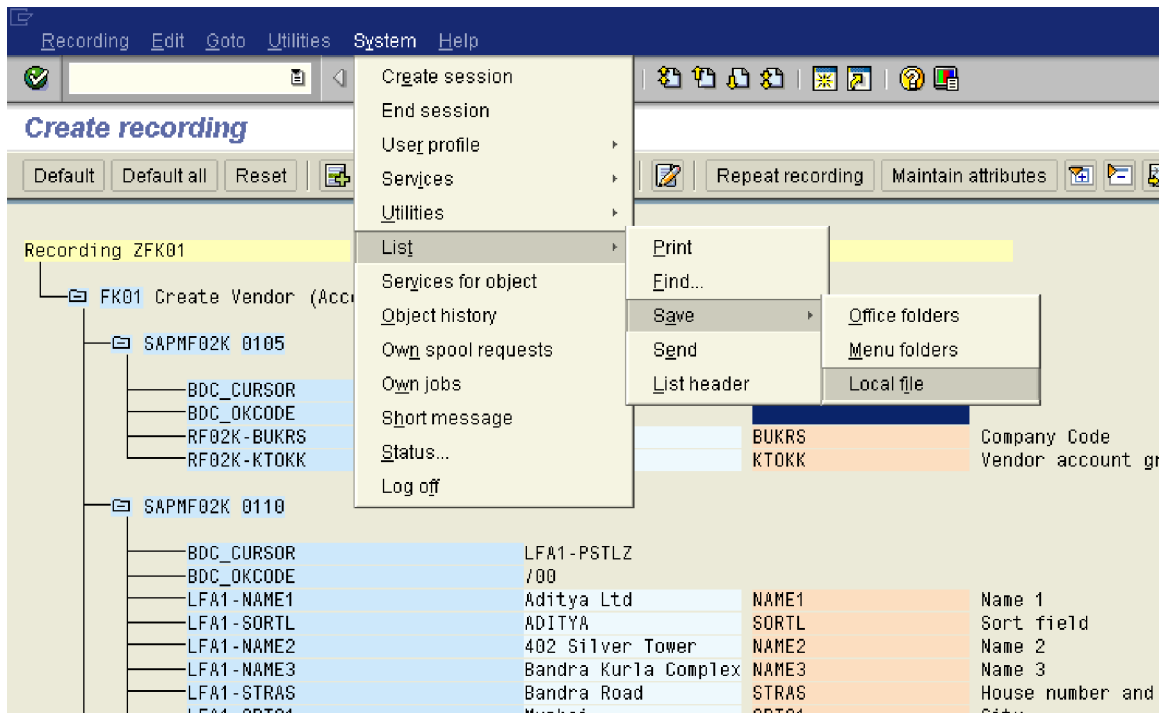 Recording Edit Goto Utilities System Help
Create session
End session
User profile
Services
Utilities
List
Services for object
Object history
Own spool requests
Own jobs
Short message
Status...
Log off
Print
Find...
Save
Send
List header
Office folders
Menu folders
Local file
Create recording
Default Default all Reset Repeat recording Maintain attributes
Recording ZFK01
FK01 Create Vendor (Acc
SAPMF02K 0105
BDC_CURSOR
BDC_OKCODE
RF02K-BUKRS BUKRS Company Code
RF02K-KTOKK KTOKK Vendor account gr
SAPMF02K 0110
BDC_CURSOR LFA1-PSTLZ
BDC_OKCODE /00
LFA1-NAME1 Aditya Ltd NAME1 Name 1
LFA1-SORTL ADITYA SORTL Sort field
LFA1-NAME2 402 Silver Tower NAME2 Name 2
LFA1-NAME3 Bandra Kurla Complex NAME3 Name 3
LFA1-STRAS Bandra Road STRAS House number and